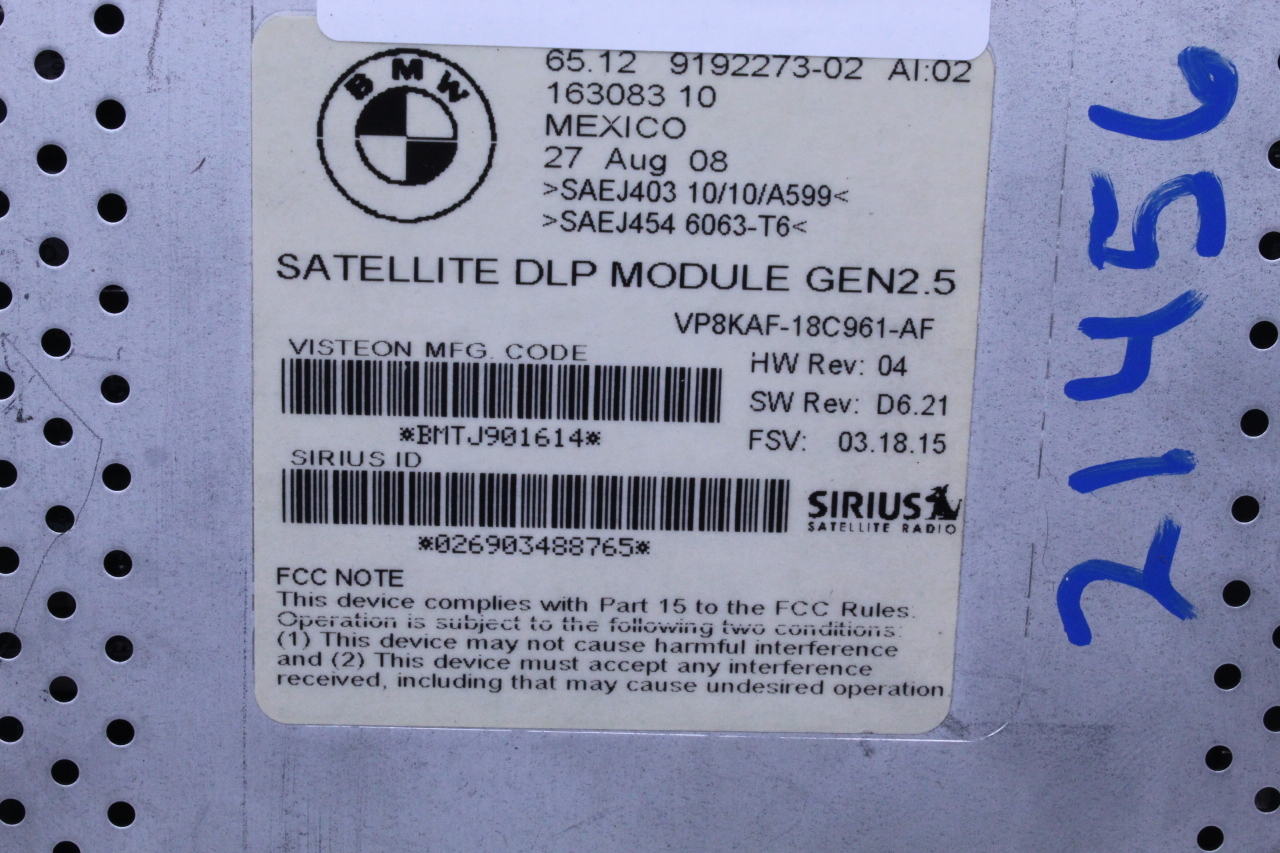 BMW
65.12 9192273-02 AI:02
163083 10
MEXICO
27 Aug 08
>SAEJ403 10/10/A599<
>SAEJ454 6063-T6<
SATELLITE DLP MODULE GEN2.5
VP8KAF-18C961-AF
VISTEON MFG. CODE
HW Rev: 04
SW Rev: D6.21
*BMTJ901614*
FSV: 03.18.15
SIRIUS ID
SIRIUS
SATELLITE RADIO
*026903488765*
FCC NOTE
This device complies with Part 15 to the FCC Rules.
Operation is subject to the following two conditions:
(1) This device may not cause harmful interference
and (2) This device must accept any interference
received, including that may cause undesired operation.
21456